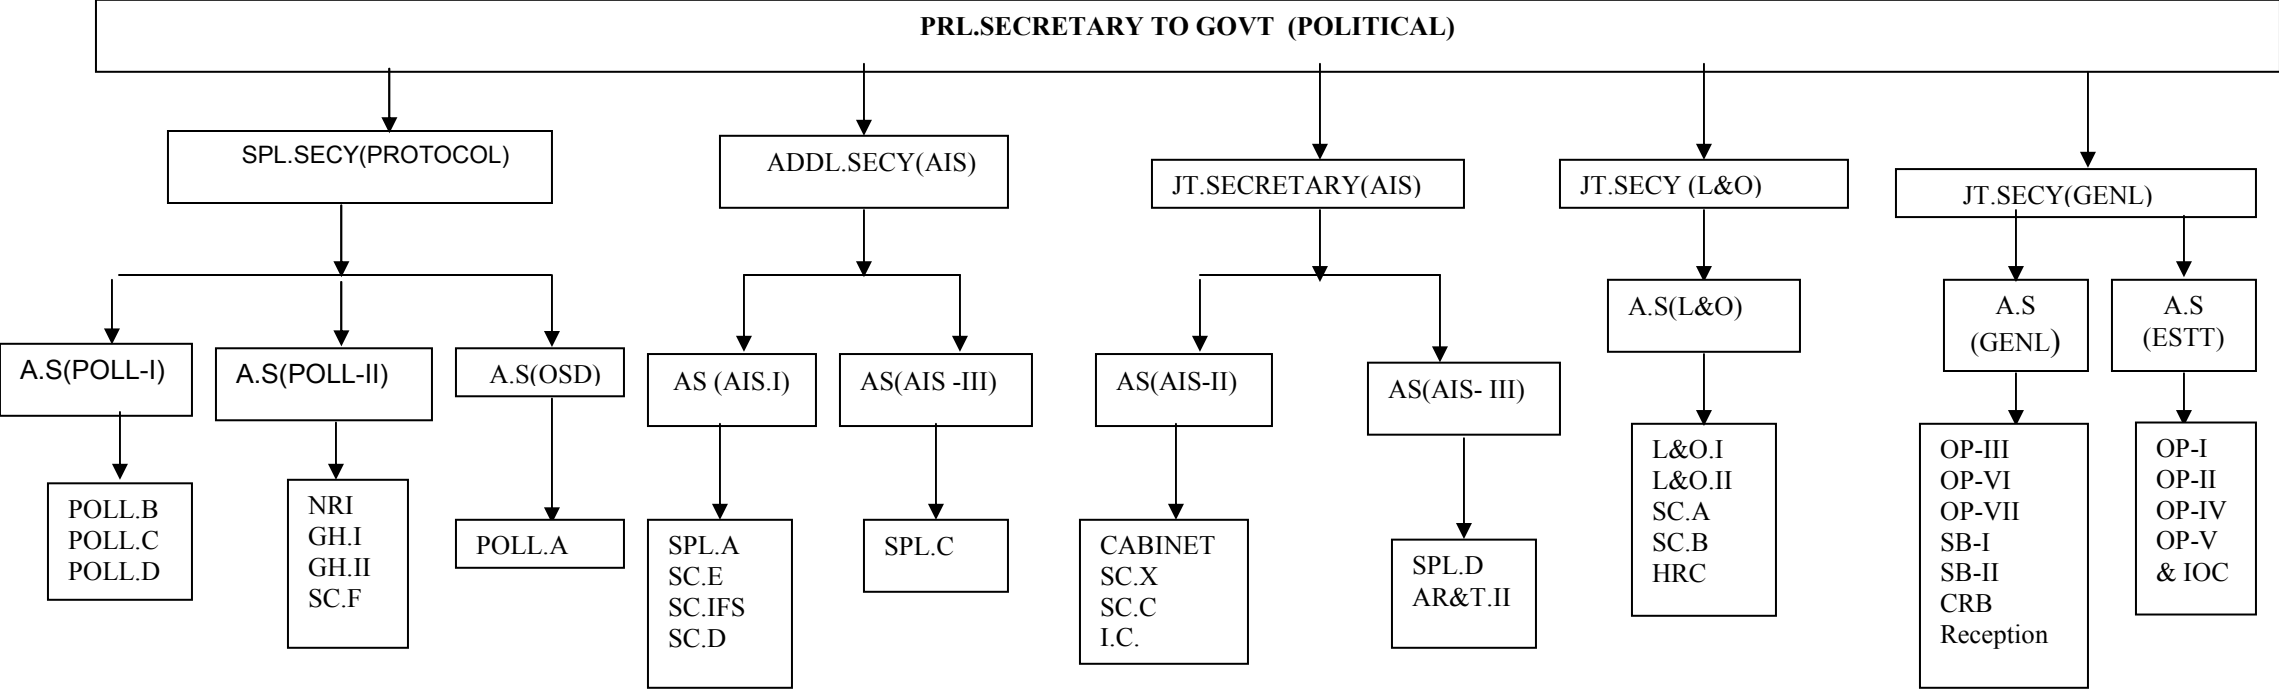 PRL.SECRETARY TO GOVT (POLITICAL)
SPL.SECY(PROTOCOL)
ADDL.SECY(AIS)
JT.SECRETARY(AIS)
JT.SECY (L&O)
JT.SECY(GENL)
A.S(POLL-I)
A.S(POLL-II)
A.S(OSD)
AS (AIS.I)
AS(AIS -III)
AS(AIS-II)
AS(AIS- III)
A.S(L&O)
A.S
(GENL)
A.S
(ESTT)
POLL.B
POLL.C
POLL.D
NRI
GH.I
GH.II
SC.F
POLL.A
SPL.A
SC.E
SC.IFS
SC.D
SPL.C
CABINET
SC.X
SC.C
I.C.
SPL.D
AR&T.II
L&O.I
L&O.II
SC.A
SC.B
HRC
OP-III
OP-VI
OP-VII
SB-I
SB-II
CRB
Reception
OP-I
OP-II
OP-IV
OP-V
& IOC